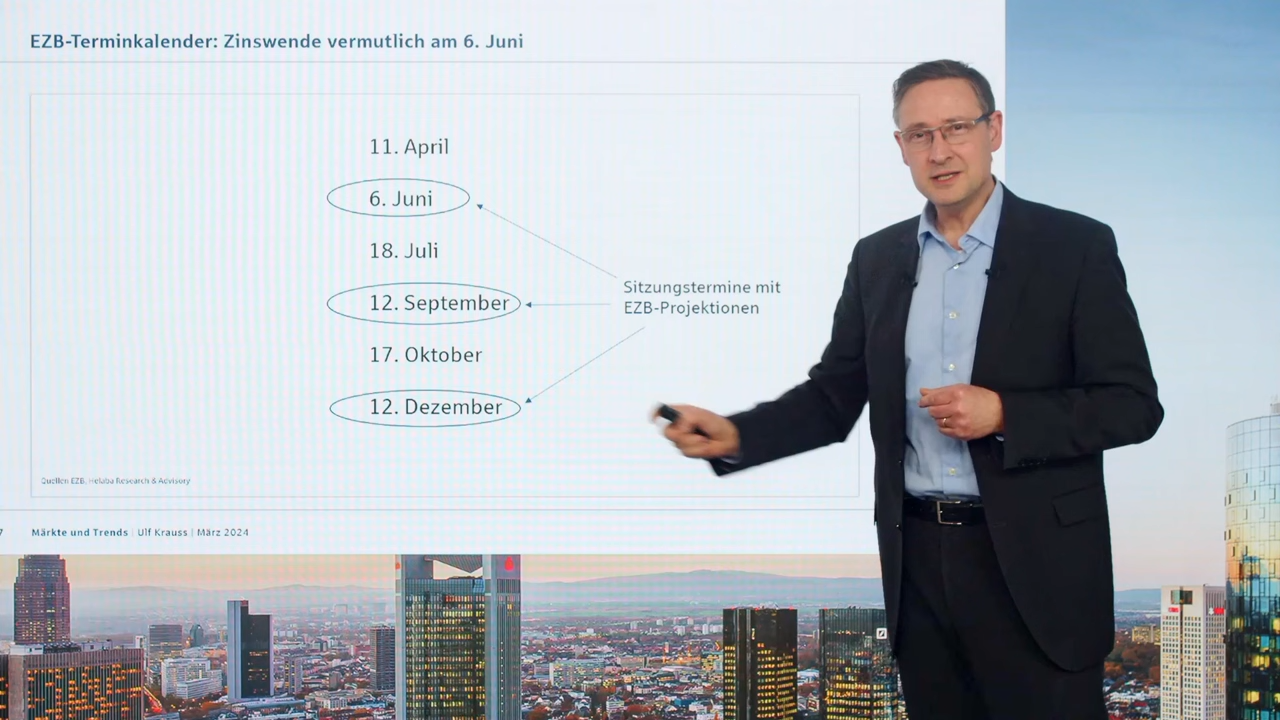 EZB-Terminkalender: Zinswende vermutlich am 6. Juni
11. April
6. Juni
18. Juli
12. September
17. Oktober
12. Dezember
Sitzungstermine mit
EZB-Projektionen
Quellen EZB, Helaba Research & Advisory
7 Märkte und Trends | Ulf Krauss | März 2024